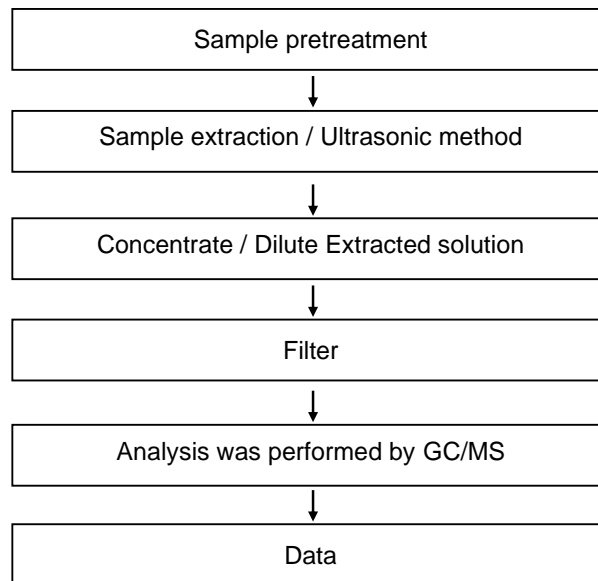 Sample pretreatment
Sample extraction / Ultrasonic method
Concentrate / Dilute Extracted solution
Filter
Analysis was performed by GC/MS
Data